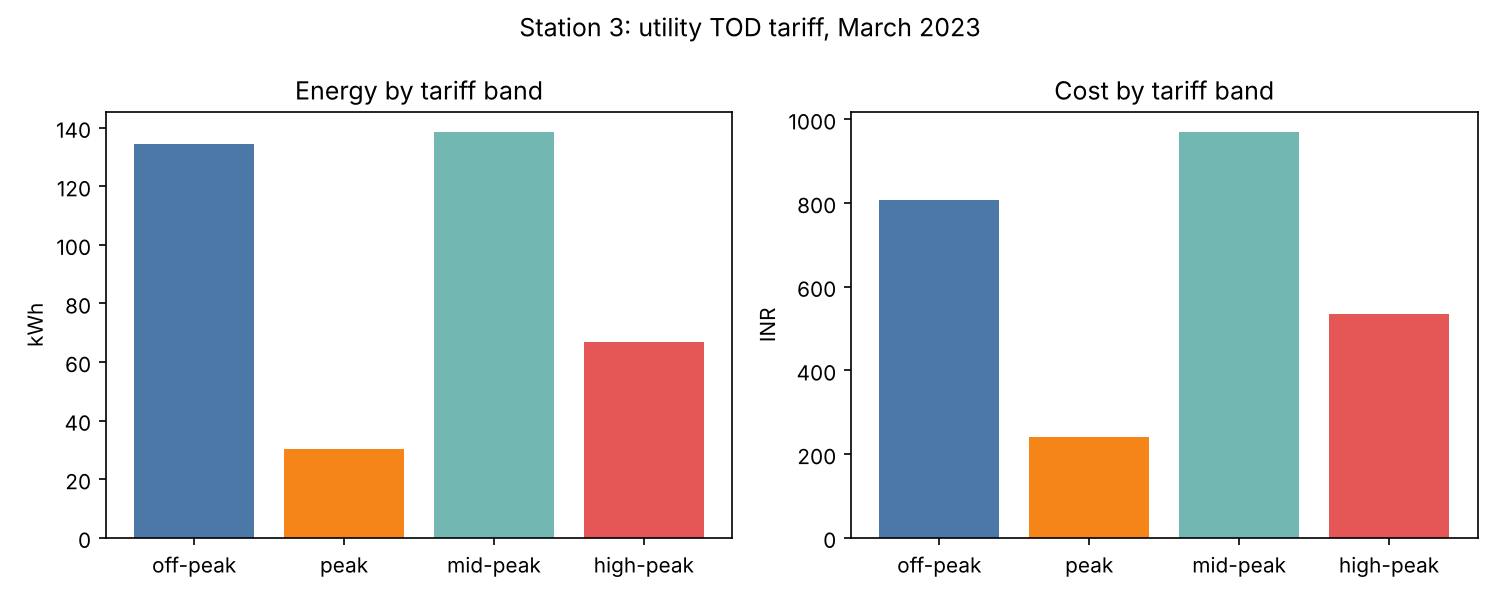 Station 3: utility TOD tariff, March 2023
Energy by tariff band
kWh
140
120
100
80
60
40
20
0
off-peak
peak
mid-peak
high-peak
Cost by tariff band
INR
1000
800
600
400
200
0
off-peak
peak
mid-peak
high-peak